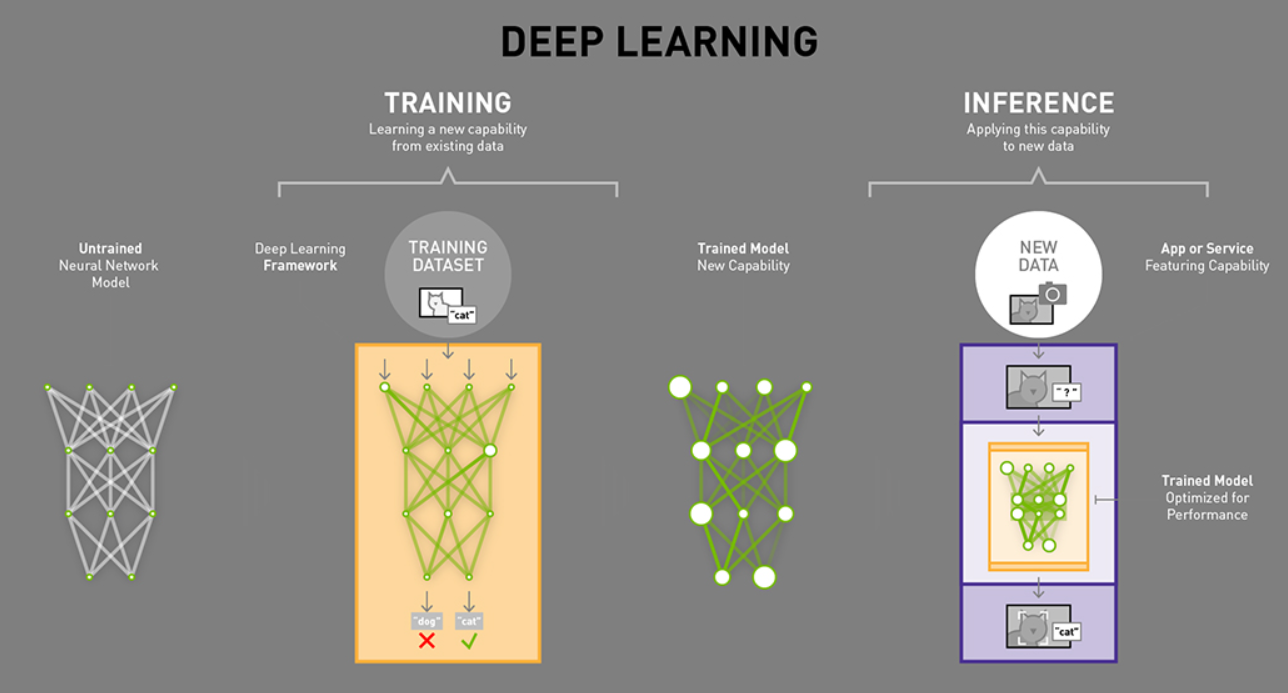 DEEP LEARNING
TRAINING
Learning a new capability
from existing data
INFERENCE
Applying this capability
to new data
Untrained
Neural Network
Model
Deep Learning
Framework
TRAINING
DATASET
"cat"
Trained Model
New Capability
NEW
DATA
App or Service
Featuring Capability
"?"
Trained Model
Optimized for
Performance
"dog"
"cat"
"cat"